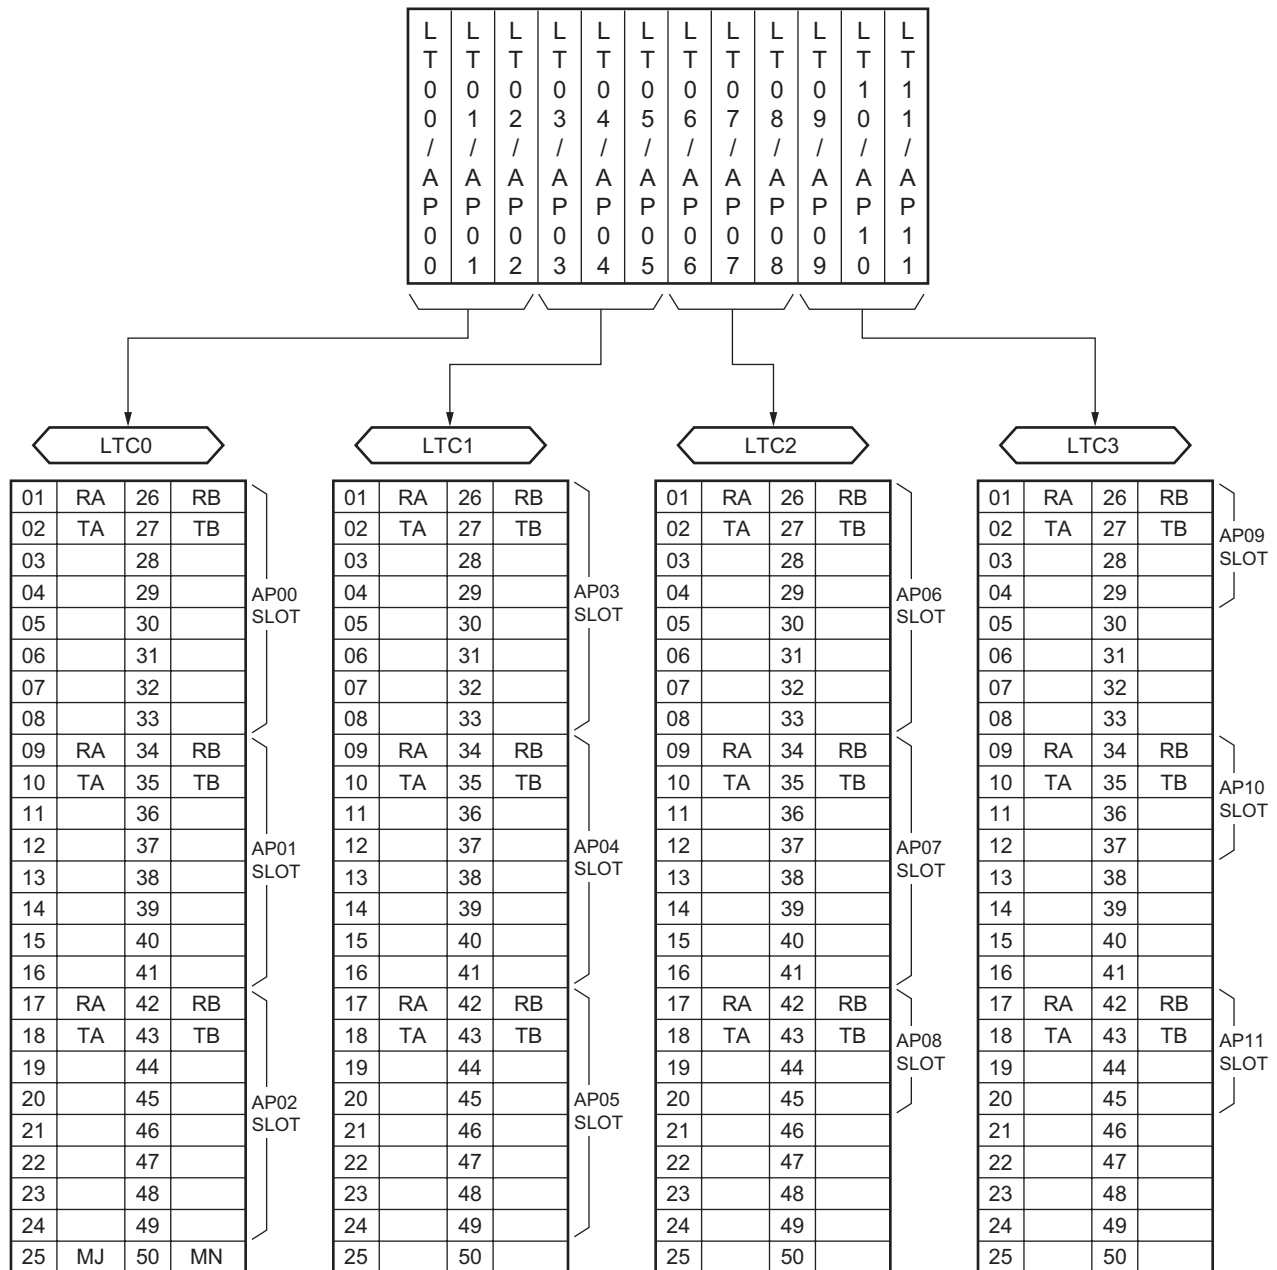 LT00/AP00 LT01/AP01 LT02/AP02 LT03/AP03 LT04/AP04 LT05/AP05 LT06/AP06 LT07/AP07 LT08/AP08 LT09/AP09 LT10/AP10 LT11/AP11
LTC0
01 RA 26 RB
02 TA 27 TB
03 28
04 29
05 30
06 31
07 32
08 33
AP00
SLOT
09 RA 34 RB
10 TA 35 TB
11 36
12 37
13 38
14 39
15 40
16 41
AP01
SLOT
17 RA 42 RB
18 TA 43 TB
19 44
20 45
21 46
22 47
23 48
24 49
AP02
SLOT
25 MJ 50 MN
LTC1
01 RA 26 RB
02 TA 27 TB
03 28
04 29
05 30
06 31
07 32
08 33
AP03
SLOT
09 RA 34 RB
10 TA 35 TB
11 36
12 37
13 38
14 39
15 40
16 41
AP04
SLOT
17 RA 42 RB
18 TA 43 TB
19 44
20 45
21 46
22 47
23 48
24 49
AP05
SLOT
25 50
LTC2
01 RA 26 RB
02 TA 27 TB
03 28
04 29
05 30
06 31
07 32
08 33
AP06
SLOT
09 RA 34 RB
10 TA 35 TB
11 36
12 37
13 38
14 39
15 40
16 41
AP07
SLOT
17 RA 42 RB
18 TA 43 TB
19 44
20 45
AP08
SLOT
21 46
22 47
23 48
24 49
25 50
LTC3
01 RA 26 RB
02 TA 27 TB
03 28
04 29
AP09
SLOT
05 30
06 31
07 32
08 33
09 RA 34 RB
10 TA 35 TB
11 36
12 37
AP10
SLOT
13 38
14 39
15 40
16 41
17 RA 42 RB
18 TA 43 TB
19 44
20 45
AP11
SLOT
21 46
22 47
23 48
24 49
25 50